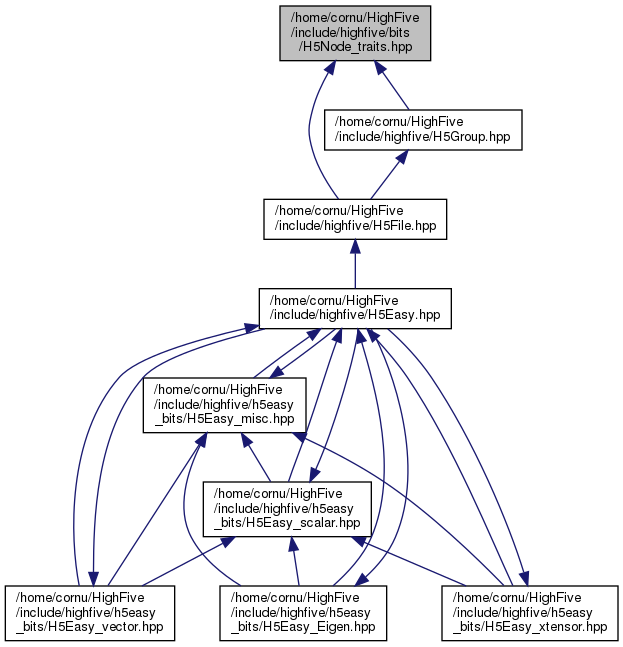 /home/cornu/HighFive
/include/highfive/bits
/H5Node_traits.hpp
/home/cornu/HighFive
/include/highfive/H5Group.hpp
/home/cornu/HighFive
/include/highfive/H5File.hpp
/home/cornu/HighFive
/include/highfive/H5Easy.hpp
/home/cornu/HighFive
/include/highfive/h5easy
_bits/H5Easy_misc.hpp
/home/cornu/HighFive
/include/highfive/h5easy
_bits/H5Easy_scalar.hpp
/home/cornu/HighFive
/include/highfive/h5easy
_bits/H5Easy_vector.hpp
/home/cornu/HighFive
/include/highfive/h5easy
_bits/H5Easy_Eigen.hpp
/home/cornu/HighFive
/include/highfive/h5easy
_bits/H5Easy_xtensor.hpp